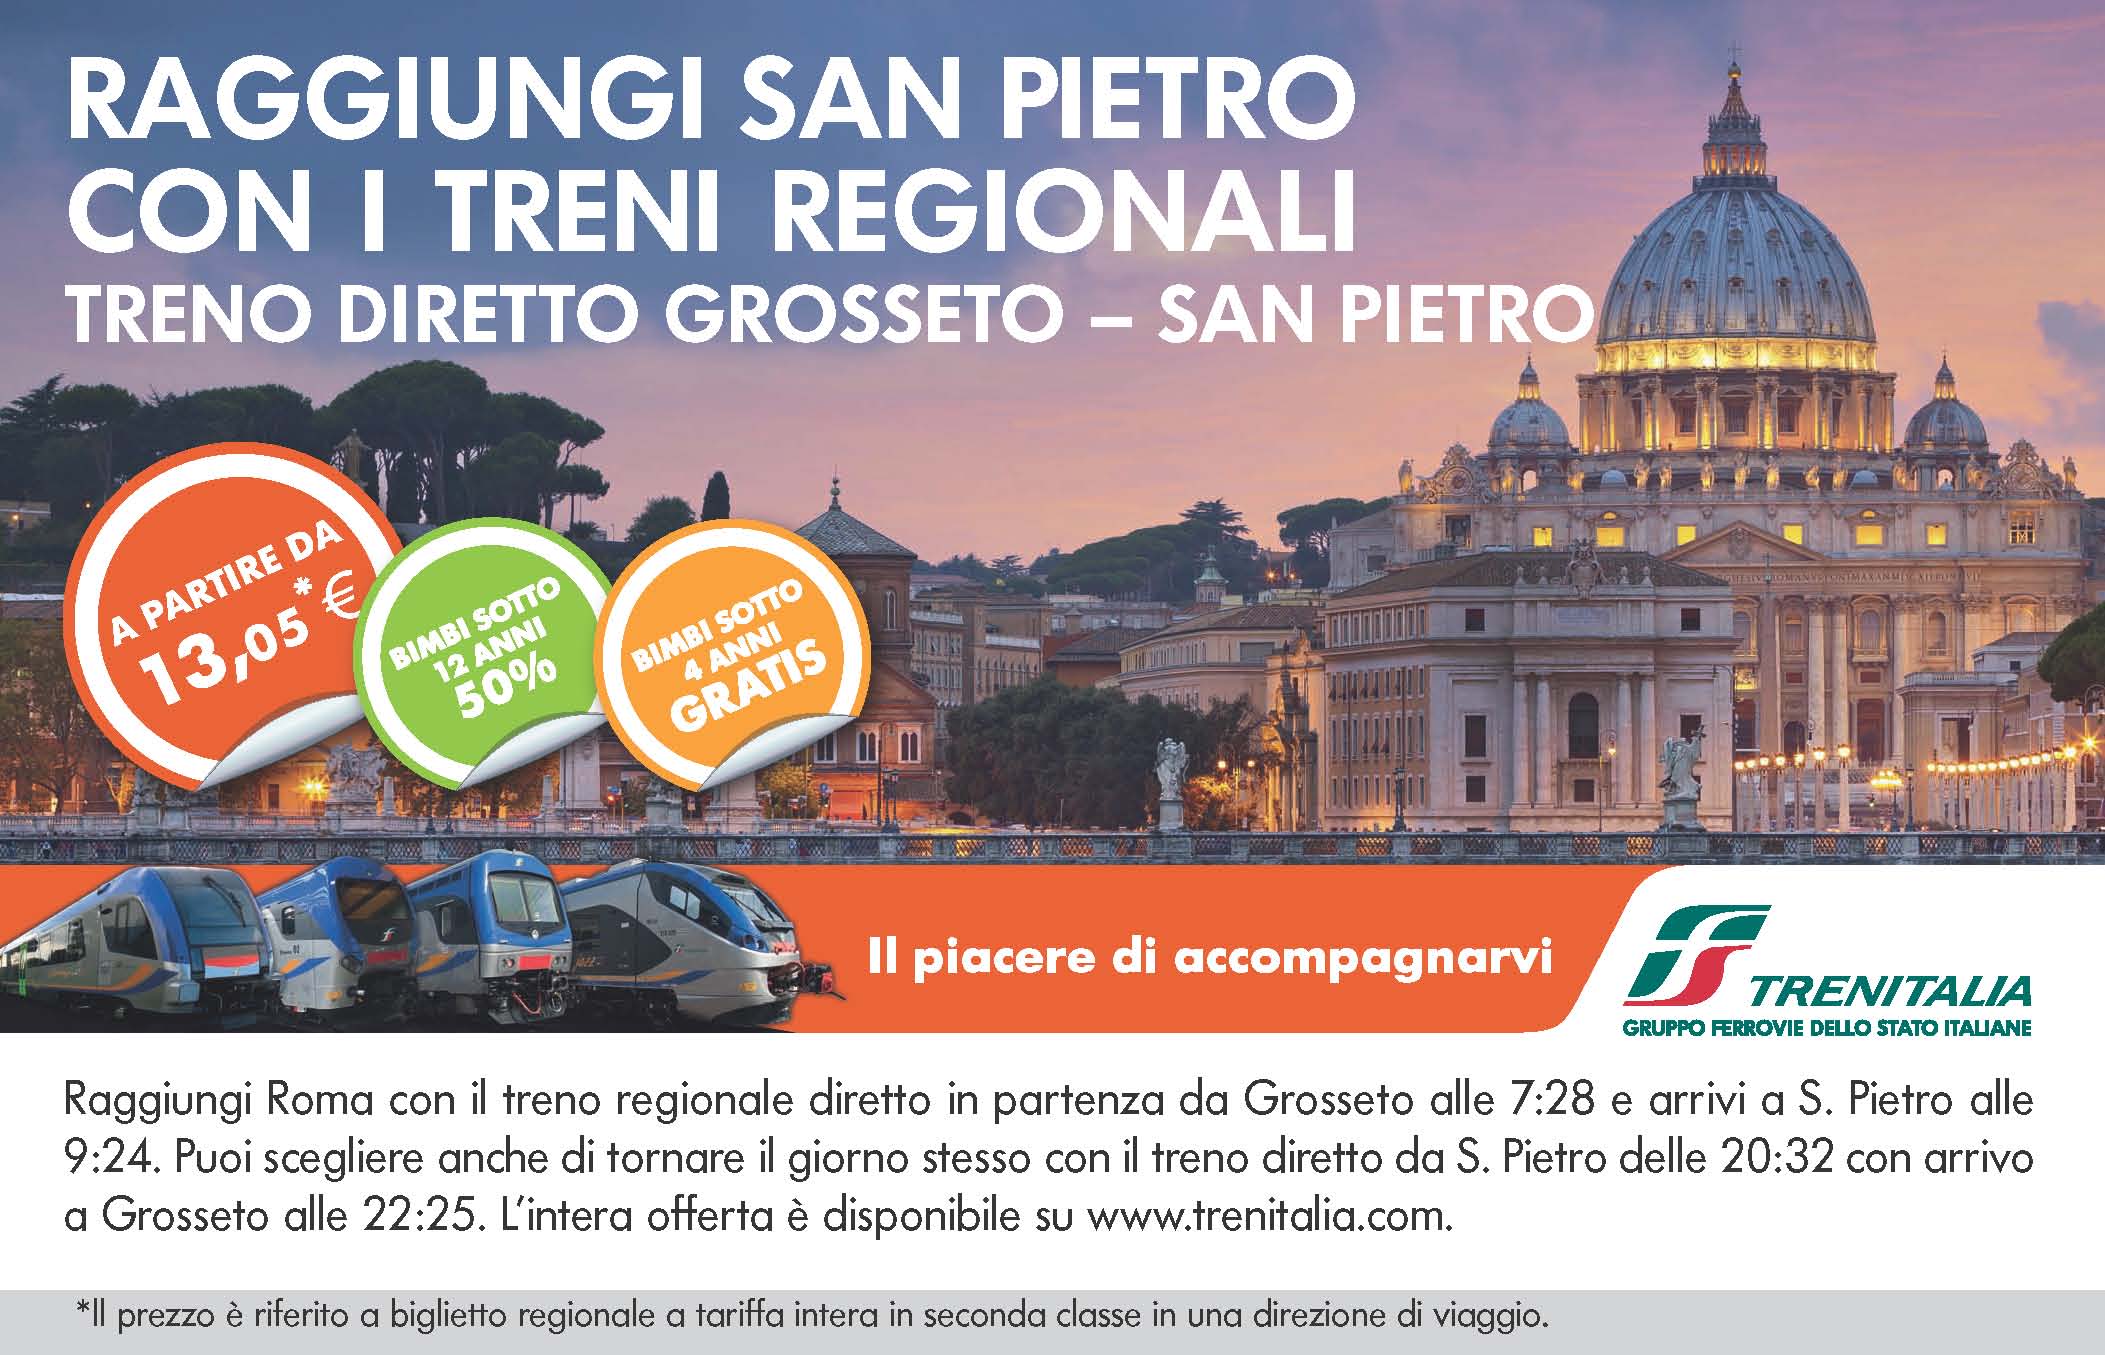 RAGGIUNGI SAN PIETRO
CON I TRENI REGIONALI
TRENO DIRETTO GROSSETO – SAN PIETRO
A PARTIRE DA
13,05* €
BIMBI SOTTO
12 ANNI
50%
BIMBI SOTTO
4 ANNI
GRATIS
Il piacere di accompagnarvi
TRENITALIA
GRUPPO FERROVIE DELLO STATO ITALIANE
Raggiungi Roma con il treno regionale diretto in partenza da Grosseto alle 7:28 e arrivi a S. Pietro alle
9:24. Puoi scegliere anche di tornare il giorno stesso con il treno diretto da S. Pietro delle 20:32 con arrivo
a Grosseto alle 22:25. L’intera offerta è disponibile su www.trenitalia.com.
*Il prezzo è riferito a biglietto regionale a tariffa intera in seconda classe in una direzione di viaggio.